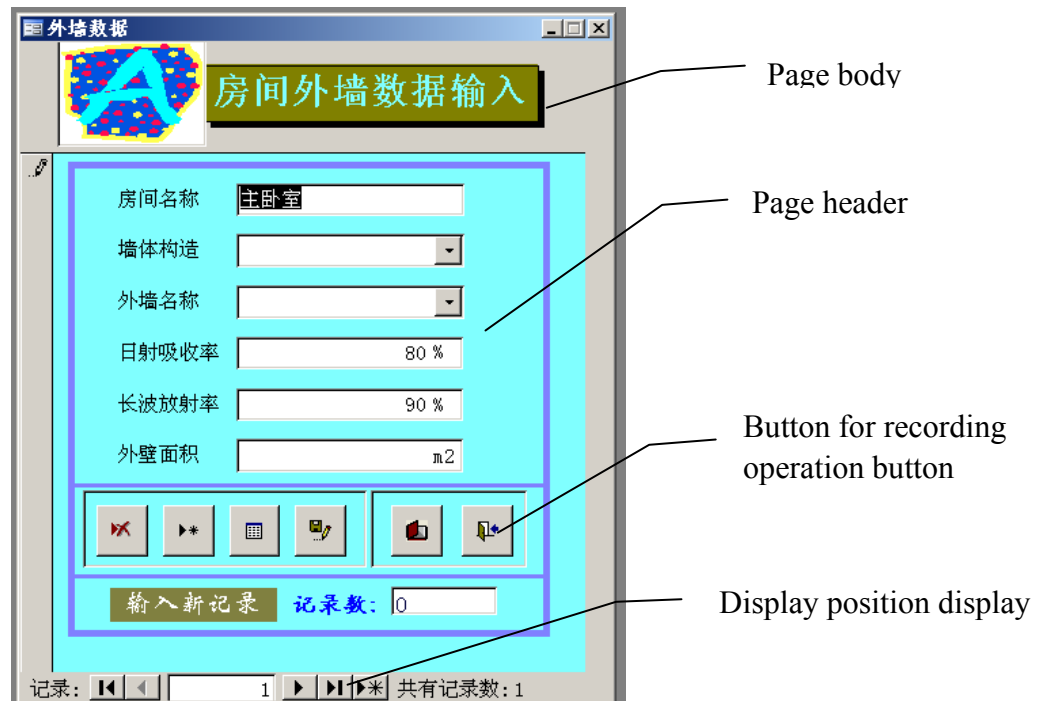 外墙数据
A
房间外墙数据输入
Page body
房间名称 主卧室
Page header
墙体构造
外墙名称
日射吸收率 80 %
长波放射率 90 %
外壁面积 m2
Button for recording
operation button
输入新记录 记录数: 0
Display position display
记录: 1 共有记录数: 1